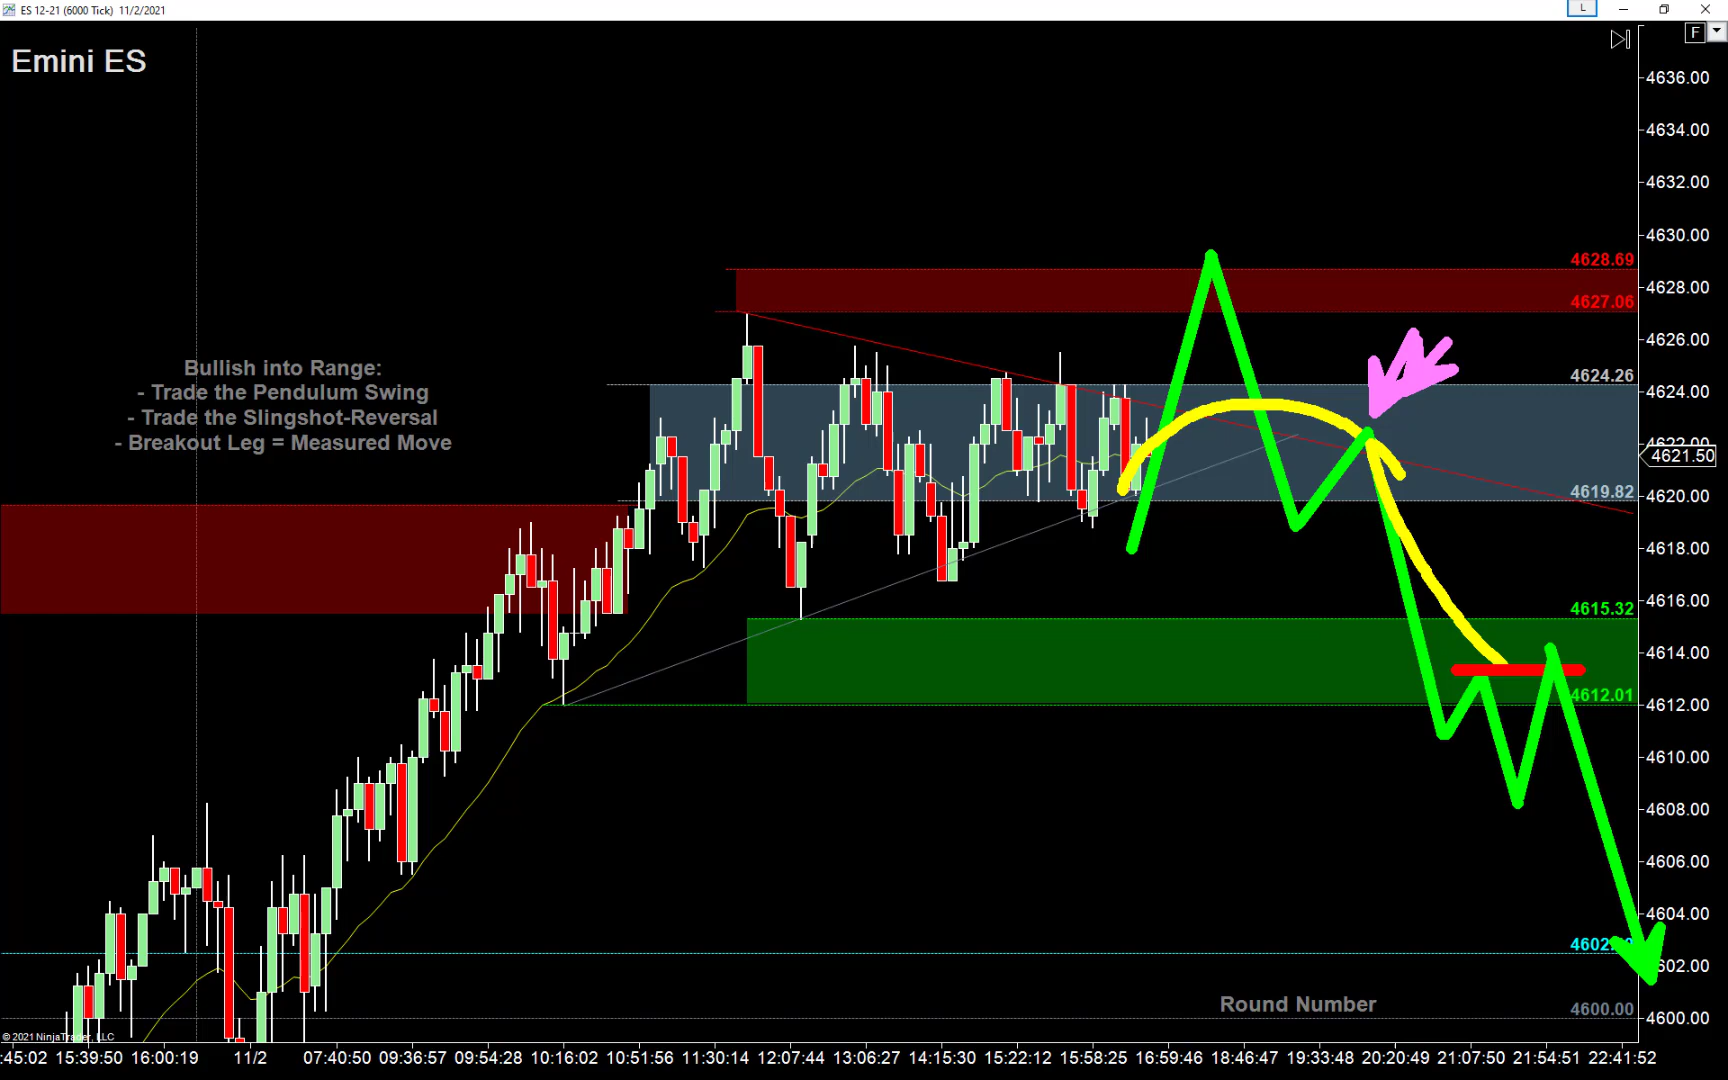 ES 12-21 (6000 Tick) 11/2/2021
L
F
Emini ES
4636.00
4634.00
4632.00
4630.00
4628.69
4628.00
4627.06
4626.00
Bullish into Range:
- Trade the Pendulum Swing
- Trade the Slingshot-Reversal
- Breakout Leg = Measured Move
4624.26
4624.00
4622.00
4621.50
4619.82
4620.00
4618.00
4615.32
4616.00
4614.00
4612.01
4612.00
4610.00
4608.00
4606.00
4604.00
4602.00
Round Number
4600.00
4600.00
© 2021 NinjaTrader, LLC
:45:02 15:39:50 16:00:19 11/2 07:40:50 09:36:57 09:54:28 10:16:02 10:51:56 11:30:14 12:07:44 13:06:27 14:15:30 15:22:12 15:58:25 16:59:46 18:46:47 19:33:48 20:20:49 21:07:50 21:54:51 22:41:52